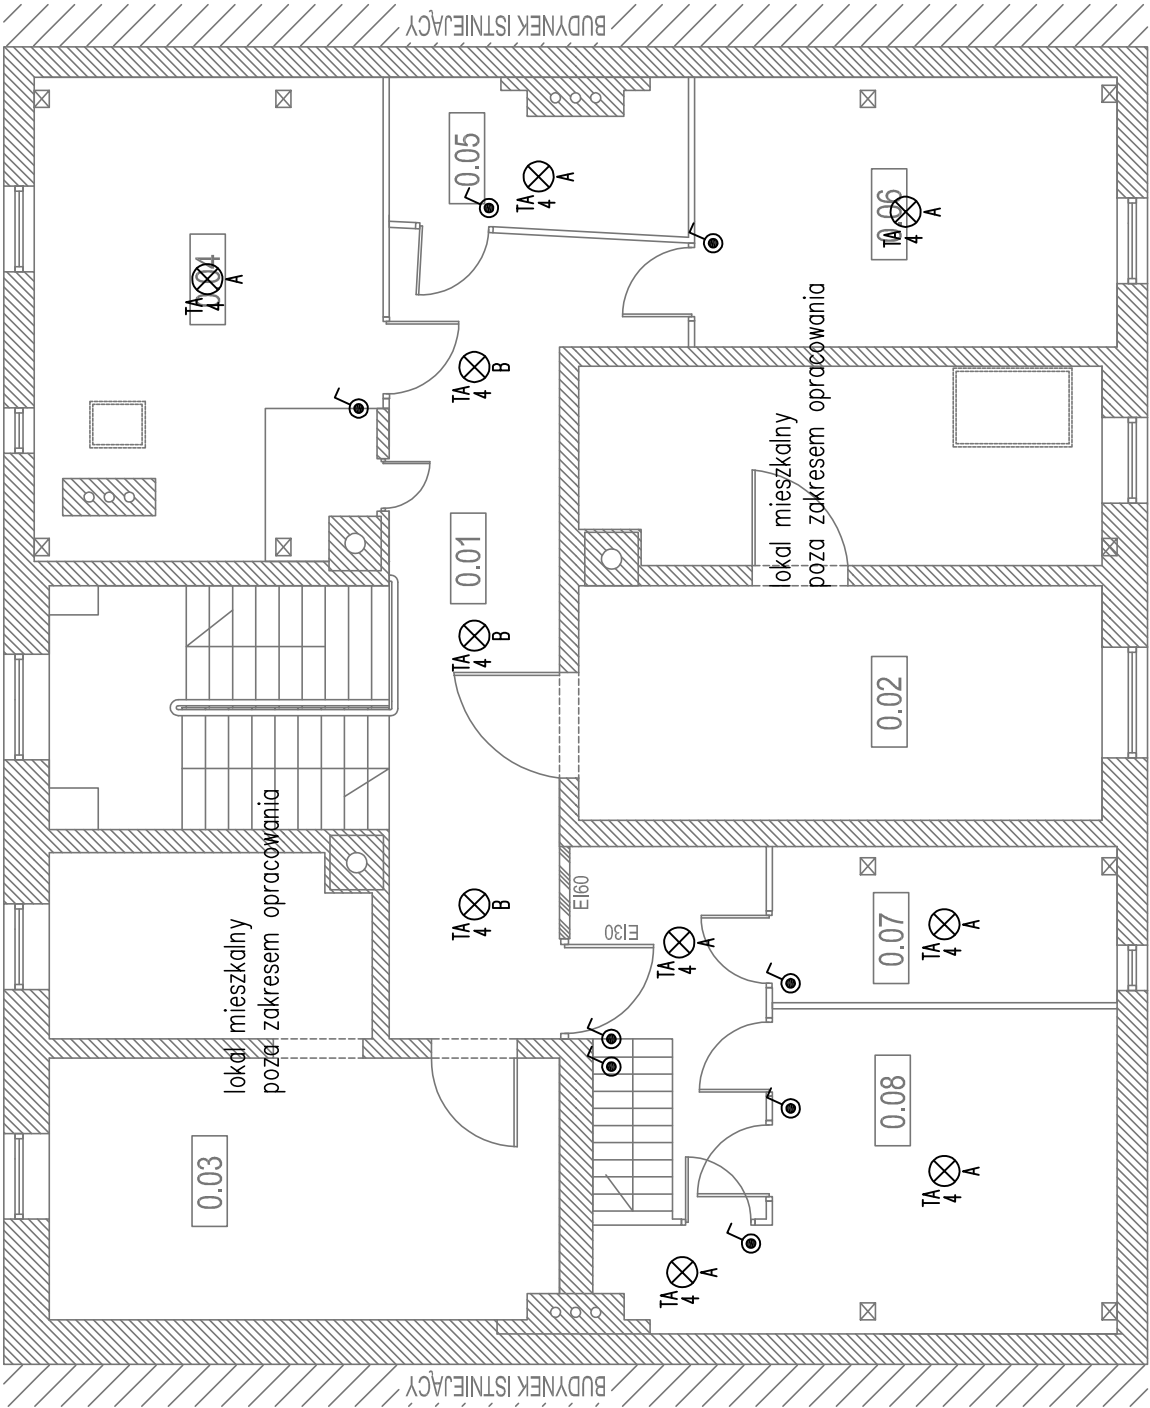 BUDYNEK ISTNIEJĄCY
0.05
TA
4
A
0.06
TA
4
A
0.04
TA
4
A
TA
4
B
lokal mieszkalny
poza zakresem opracowania
0.01
TA
4
B
0.02
lokal mieszkalny
poza zakresem opracowania
TA
4
B
EI60
EI30
TA
4
A
0.07
TA
4
A
0.03
0.08
TA
4
A
TA
4
A
BUDYNEK ISTNIEJĄCY